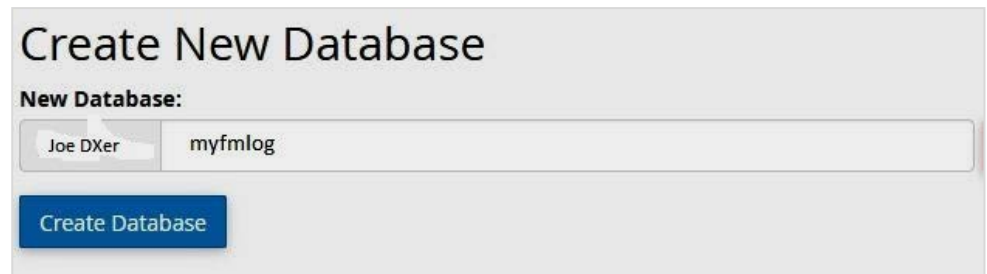 Create New Database
New Database:
Joe DXer myfmlog
Create Database